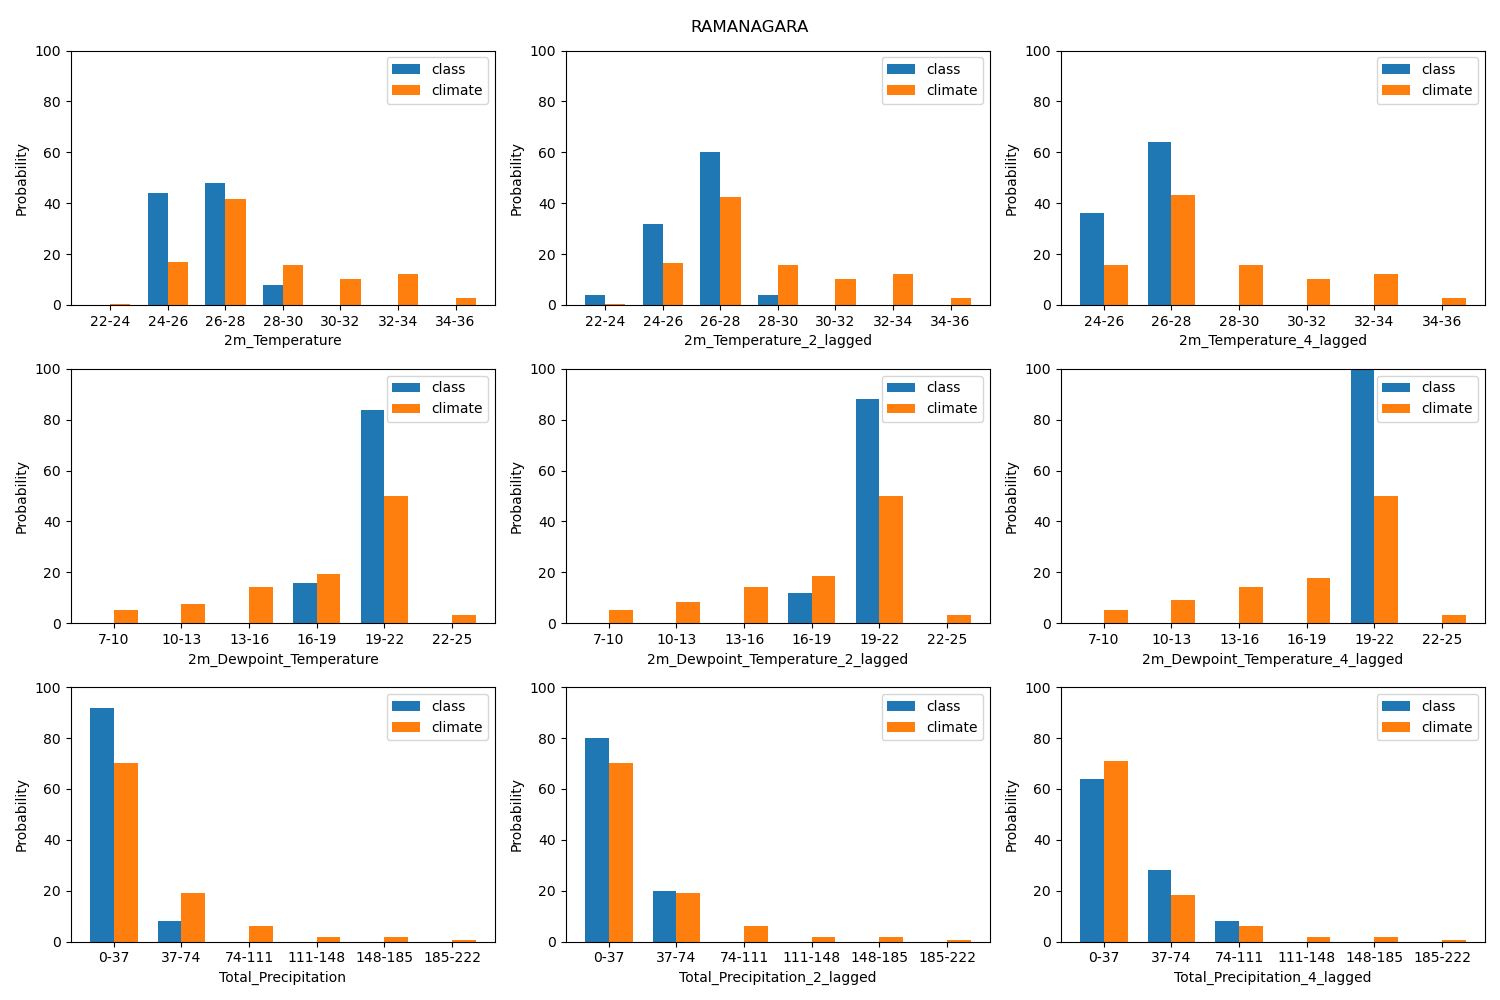 RAMANAGARA
100
80
60
40
20
0
Probability
class
climate
22-24 24-26 26-28 28-30 30-32 32-34 34-36
2m_Temperature
100
80
60
40
20
0
Probability
class
climate
22-24 24-26 26-28 28-30 30-32 32-34 34-36
2m_Temperature_2_lagged
100
80
60
40
20
0
Probability
class
climate
24-26 26-28 28-30 30-32 32-34 34-36
2m_Temperature_4_lagged
100
80
60
40
20
0
Probability
class
climate
7-10 10-13 13-16 16-19 19-22 22-25
2m_Dewpoint_Temperature
100
80
60
40
20
0
Probability
class
climate
7-10 10-13 13-16 16-19 19-22 22-25
2m_Dewpoint_Temperature_2_lagged
100
80
60
40
20
0
Probability
class
climate
7-10 10-13 13-16 16-19 19-22 22-25
2m_Dewpoint_Temperature_4_lagged
100
80
60
40
20
0
Probability
class
climate
0-37 37-74 74-111 111-148 148-185 185-222
Total_Precipitation
100
80
60
40
20
0
Probability
class
climate
0-37 37-74 74-111 111-148 148-185 185-222
Total_Precipitation_2_lagged
100
80
60
40
20
0
Probability
class
climate
0-37 37-74 74-111 111-148 148-185 185-222
Total_Precipitation_4_lagged